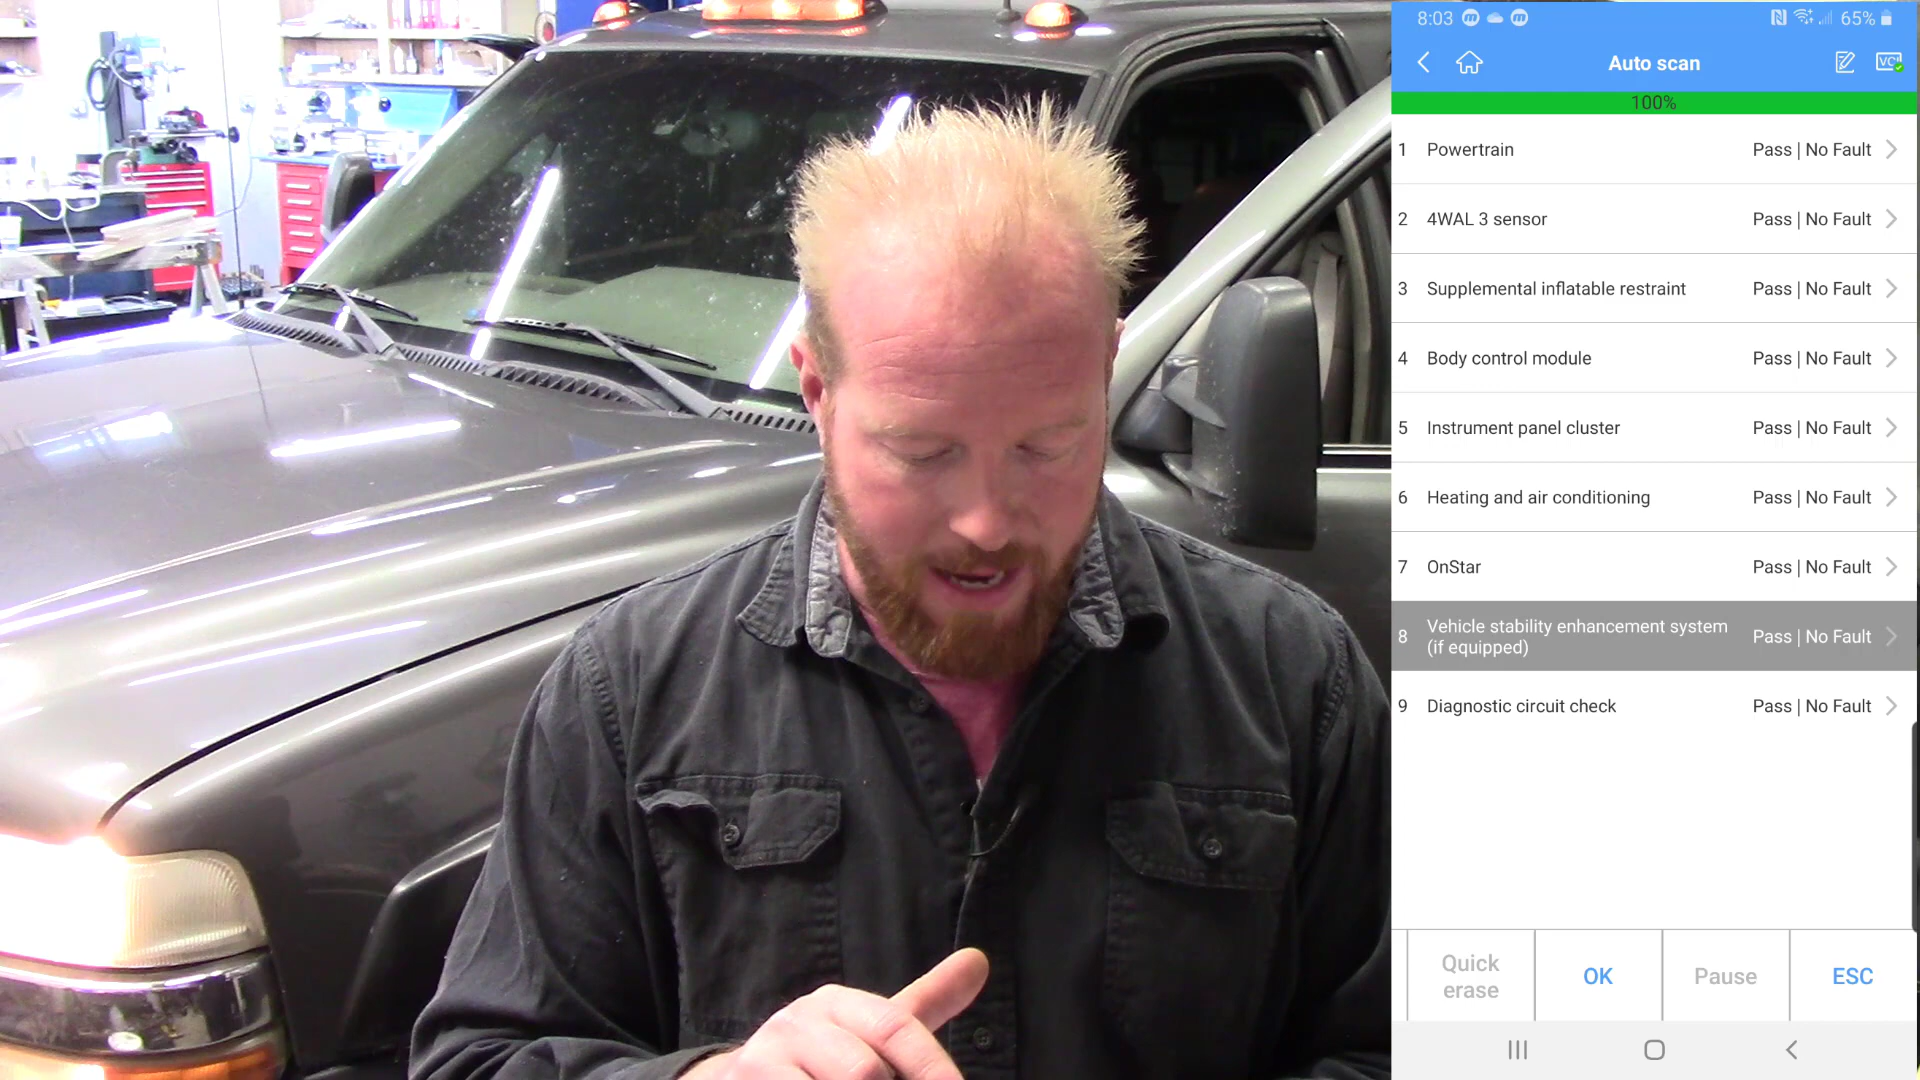 8:03 65%
Auto scan VCI
100%
1 Powertrain Pass | No Fault
2 4WAL 3 sensor Pass | No Fault
3 Supplemental inflatable restraint Pass | No Fault
4 Body control module Pass | No Fault
5 Instrument panel cluster Pass | No Fault
6 Heating and air conditioning Pass | No Fault
7 OnStar Pass | No Fault
8 Vehicle stability enhancement system
(if equipped) Pass | No Fault
9 Diagnostic circuit check Pass | No Fault
Quick
erase
OK
Pause
ESC